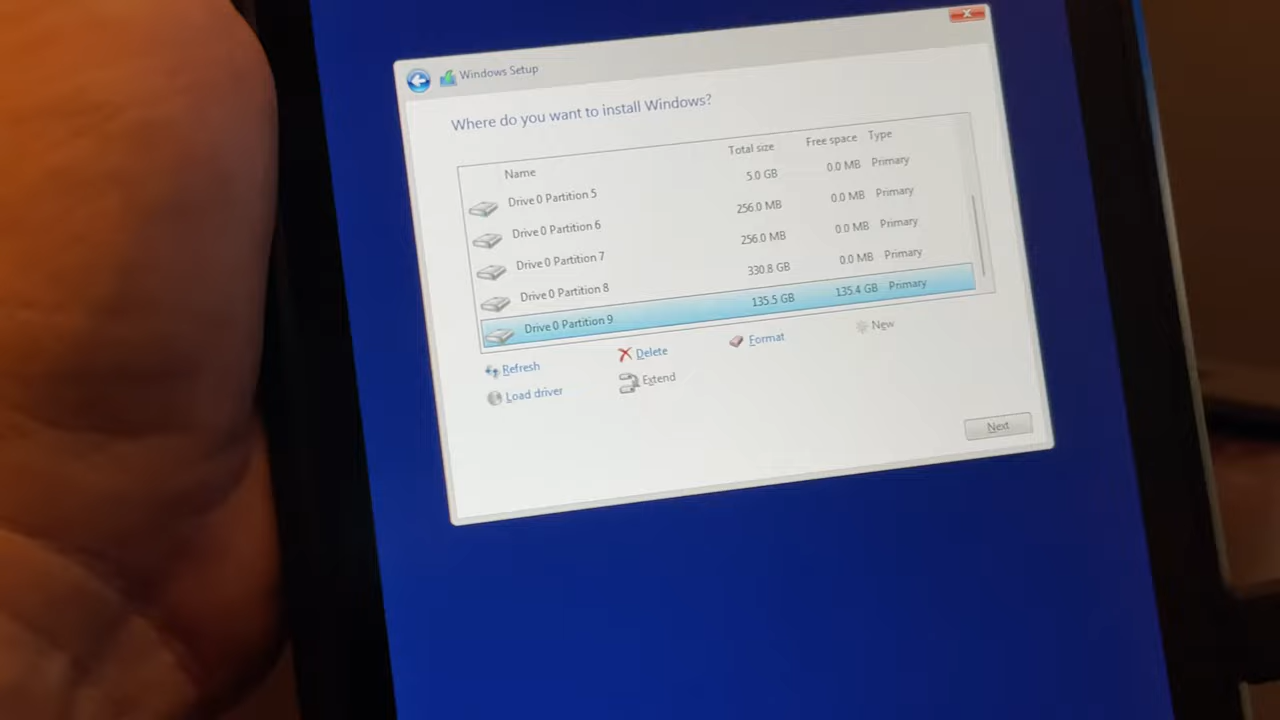 Windows Setup
Where do you want to install Windows?
Name Total size Free space Type
Drive 0 Partition 5 5.0 GB 0.0 MB Primary
Drive 0 Partition 6 256.0 MB 0.0 MB Primary
Drive 0 Partition 7 256.0 MB 0.0 MB Primary
Drive 0 Partition 8 330.8 GB 0.0 MB Primary
Drive 0 Partition 9 135.5 GB 135.4 GB Primary
Refresh Delete Format New
Load driver Extend
Next